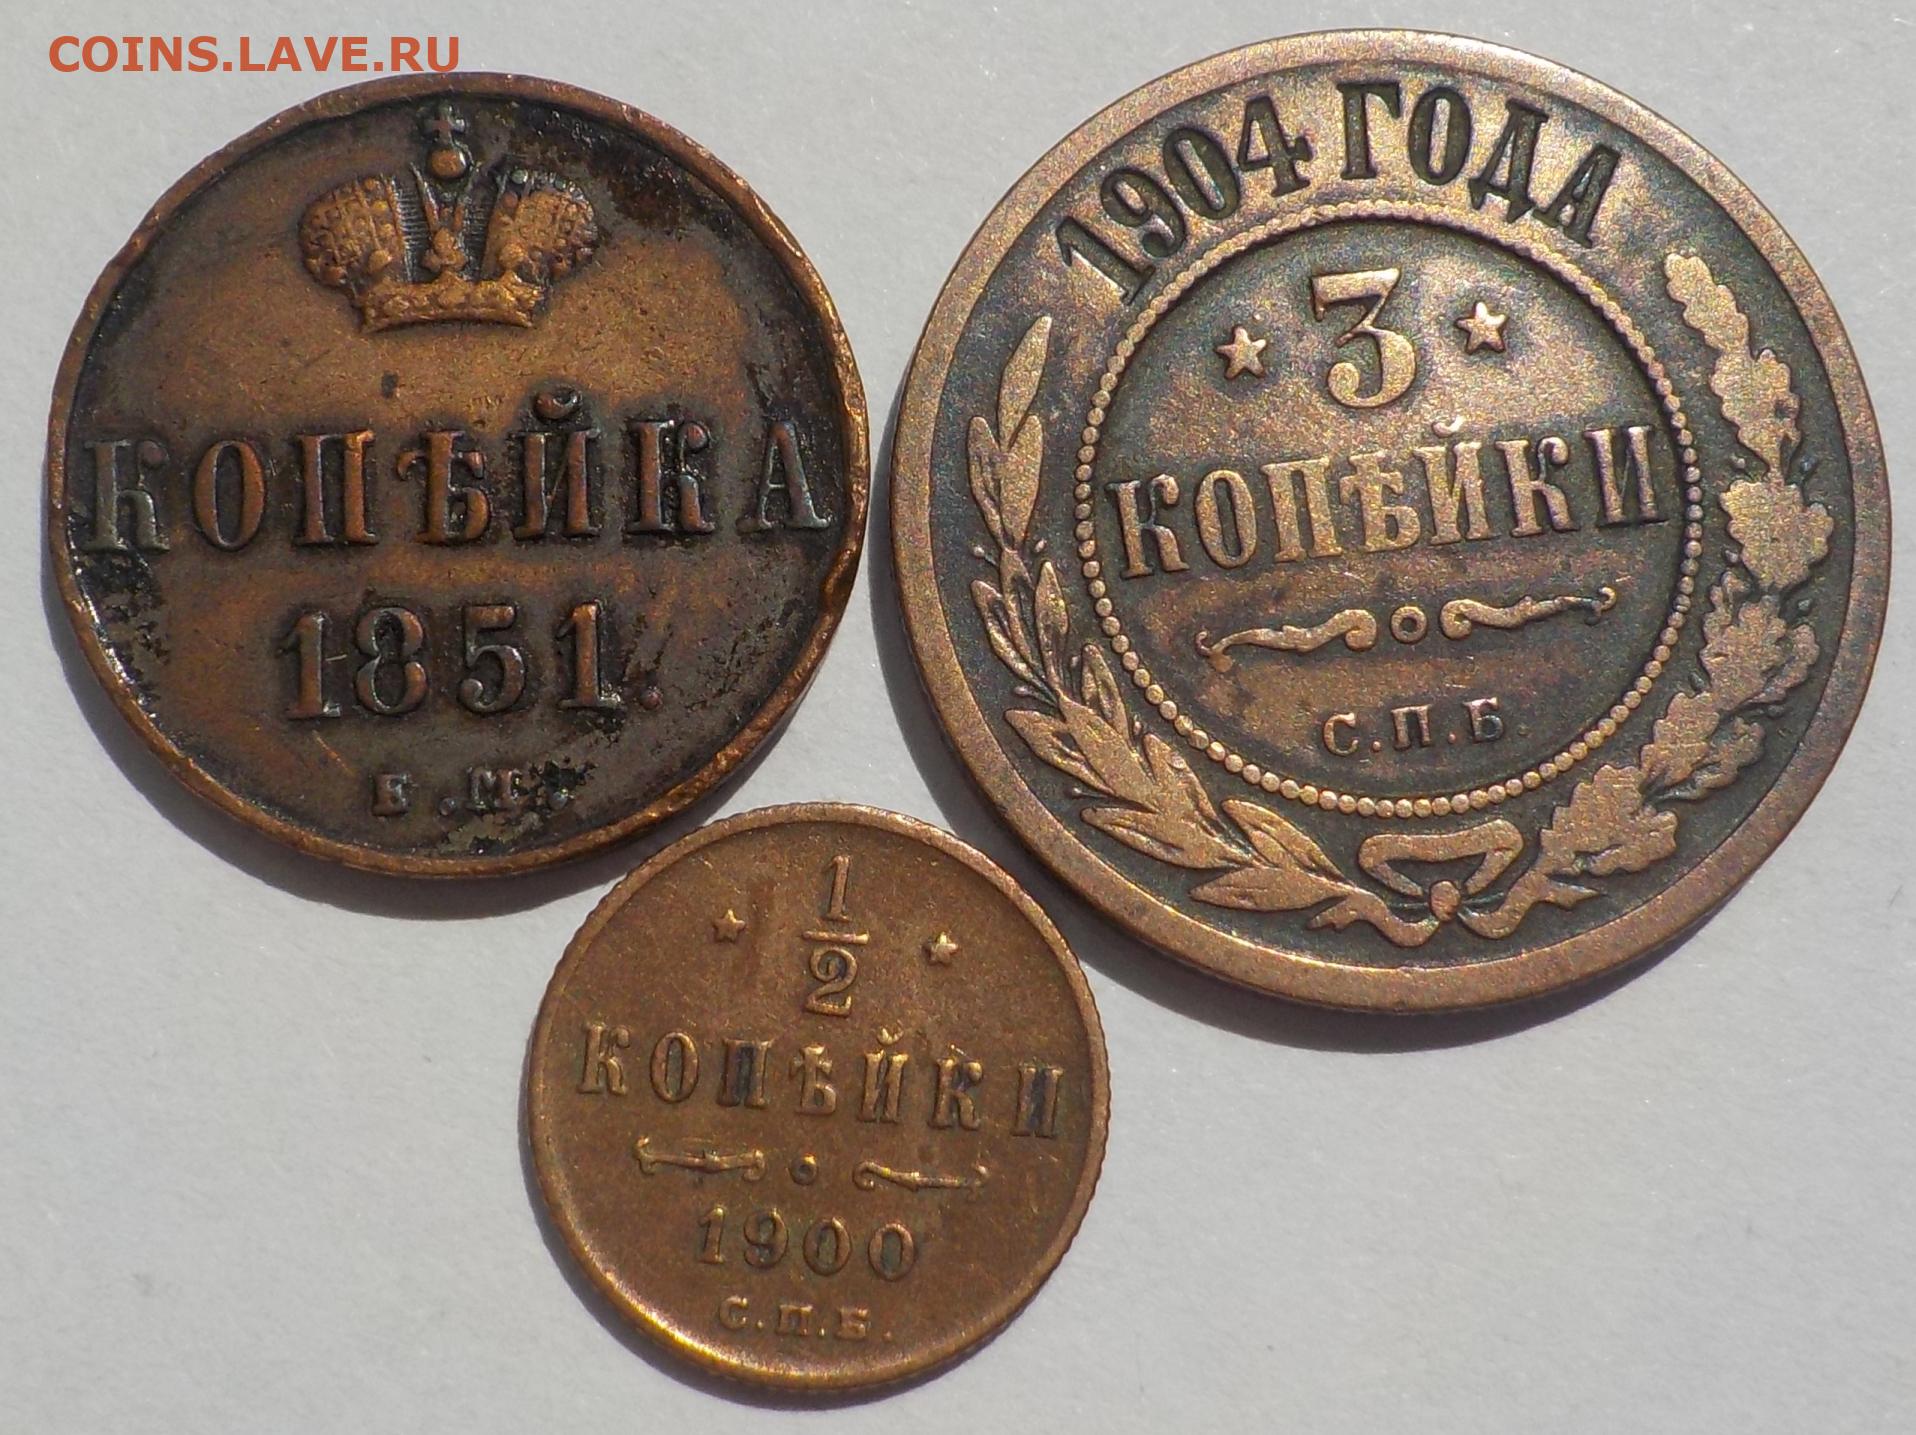 COINS.LAVE.RU
КОПѢЙКА
1851.
Е.М.
1904 ГОДА
3
КОПѢЙКИ
С.П.Б.
1/2
КОПѢЙКИ
1900
С.П.Б.